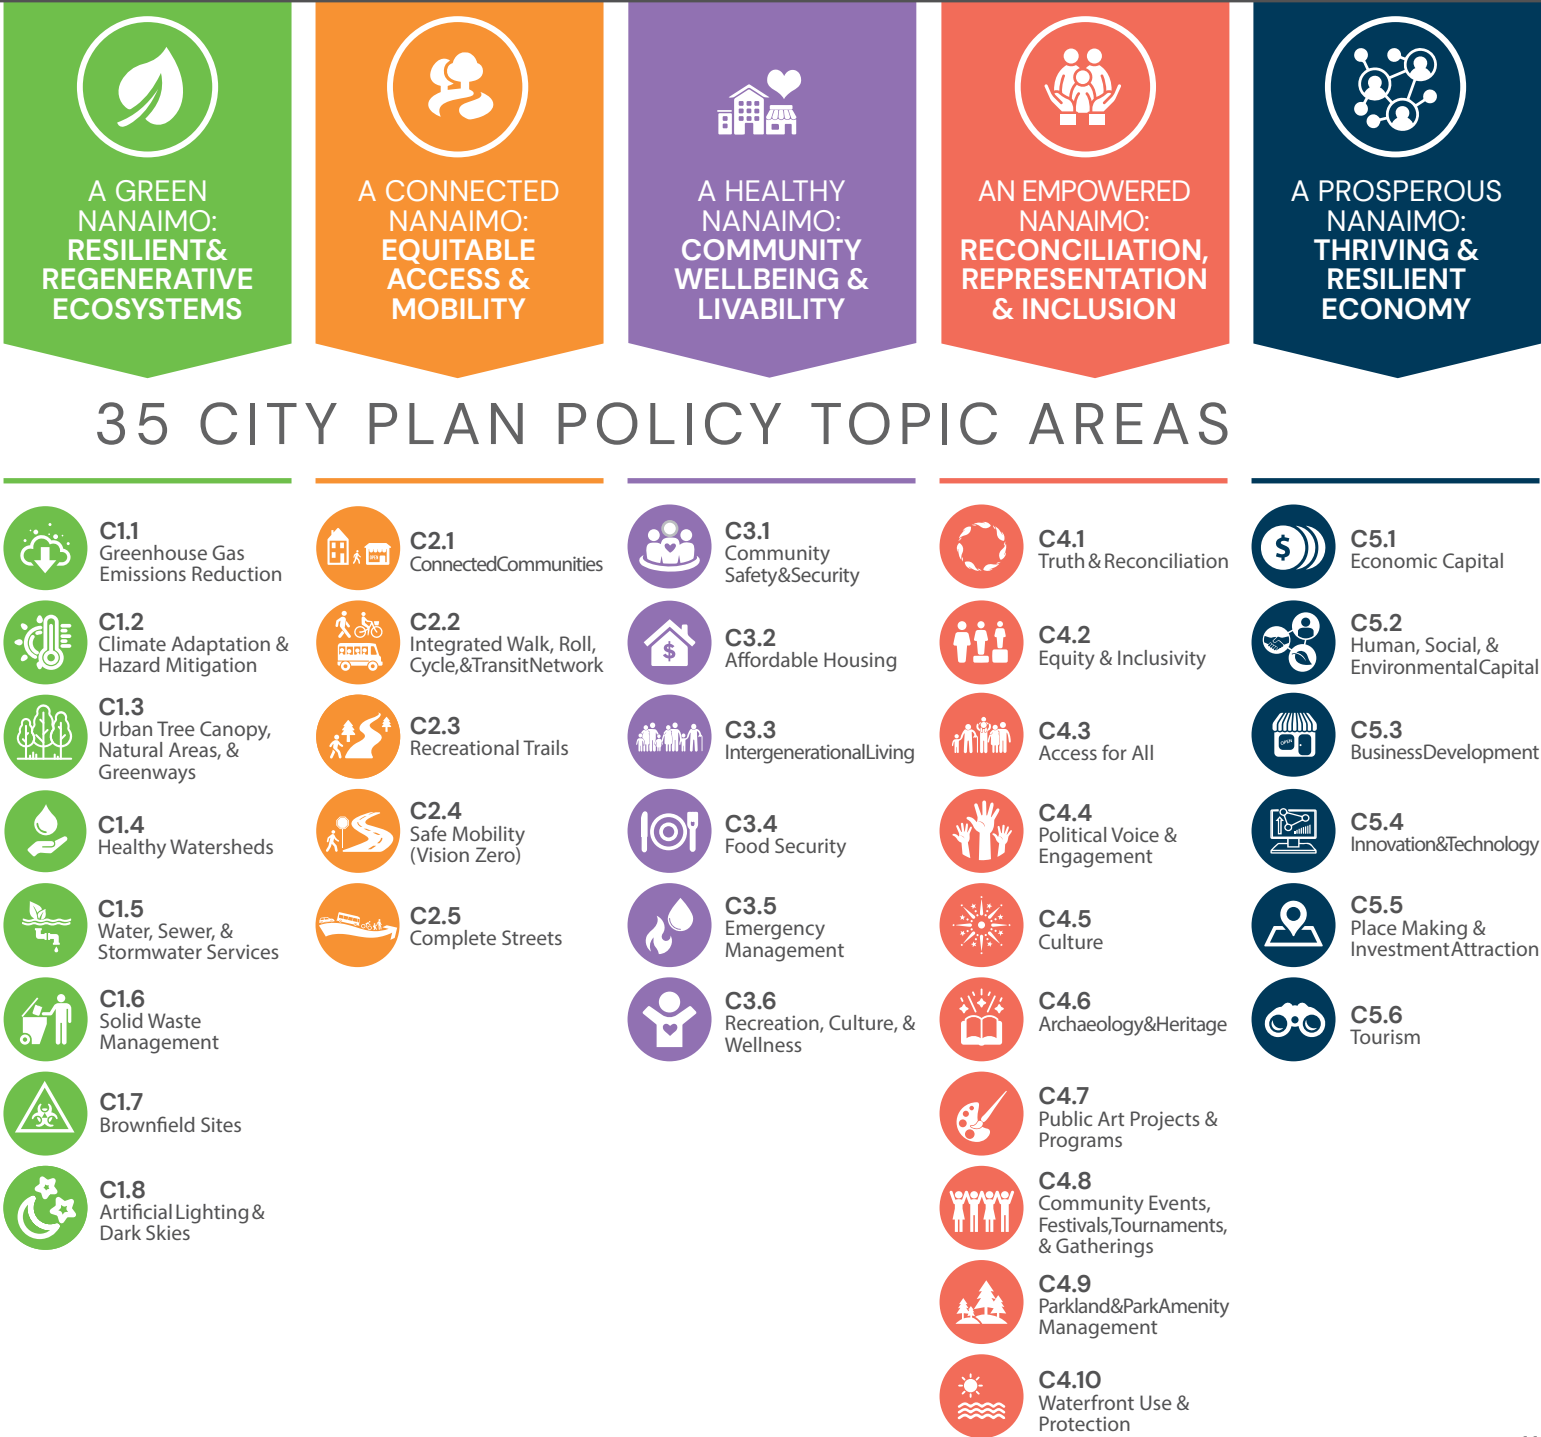 A GREEN
NANAIMO:
RESILIENT&
REGENERATIVE
ECOSYSTEMS
A CONNECTED
NANAIMO:
EQUITABLE
ACCESS &
MOBILITY
A HEALTHY
NANAIMO:
COMMUNITY
WELLBEING &
LIVABILITY
AN EMPOWERED
NANAIMO:
RECONCILIATION,
REPRESENTATION
& INCLUSION
A PROSPEROUS
NANAIMO:
THRIVING &
RESILIENT
ECONOMY
35 CITY PLAN POLICY TOPIC AREAS
C1.1
Greenhouse Gas
Emissions Reduction
C1.2
Climate Adaptation &
Hazard Mitigation
C1.3
Urban Tree Canopy,
Natural Areas, &
Greenways
C1.4
Healthy Watersheds
C1.5
Water, Sewer, &
Stormwater Services
C1.6
Solid Waste
Management
C1.7
Brownfield Sites
C1.8
Artificial Lighting &
Dark Skies
C2.1
ConnectedCommunities
C2.2
Integrated Walk, Roll,
Cycle,&TransitNetwork
C2.3
Recreational Trails
C2.4
Safe Mobility
(Vision Zero)
C2.5
Complete Streets
C3.1
Community
Safety&Security
C3.2
Affordable Housing
$
C3.3
IntergenerationalLiving
C3.4
Food Security
C3.5
Emergency
Management
C3.6
Recreation, Culture, &
Wellness
C4.1
Truth & Reconciliation
C4.2
Equity & Inclusivity
C4.3
Access for All
C4.4
Political Voice &
Engagement
C4.5
Culture
C4.6
Archaeology&Heritage
C4.7
Public Art Projects &
Programs
C4.8
Community Events,
Festivals,Tournaments,
& Gatherings
C4.9
Parkland&ParkAmenity
Management
C4.10
Waterfront Use &
Protection
$
C5.1
Economic Capital
C5.2
Human, Social, &
EnvironmentalCapital
OPEN
C5.3
BusinessDevelopment
C5.4
Innovation&Technology
C5.5
Place Making &
InvestmentAttraction
C5.6
Tourism